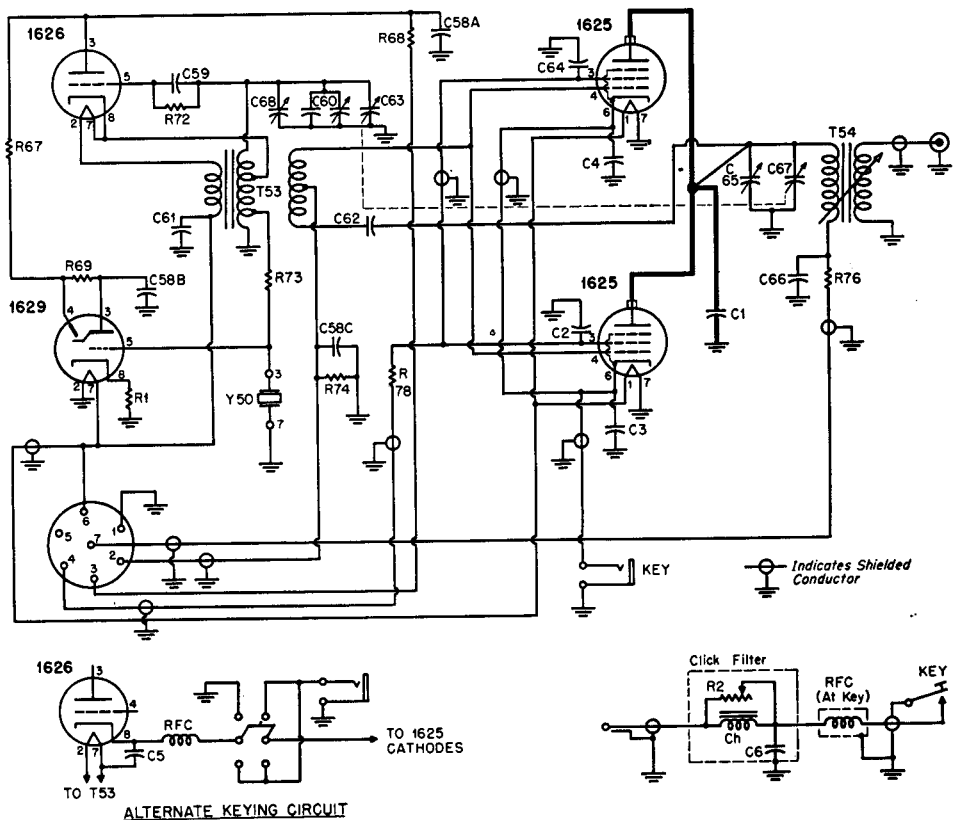 1626
R68
C58A
1625
3
5
C59
R72
C68
C60
C63
C64
3
4
6
1
7
2
7
8
R67
T53
C4
T54
C
65
C67
C61
C62
R69
C58B
R73
C66
R76
1629
4
3
5
2
7
8
R1
C58C
R74
Y50
3
7
R
78
1625
C2
3
4
6
1
7
C3
C1
6
1
5
7
2
4
3
KEY
Indicates Shielded
Conductor
1626
3
4
2
7
8
C5
RFC
TO T53
TO 1625
CATHODES
ALTERNATE KEYING CIRCUIT
Click Filter
R2
Ch
C6
RFC
(At Key)
KEY